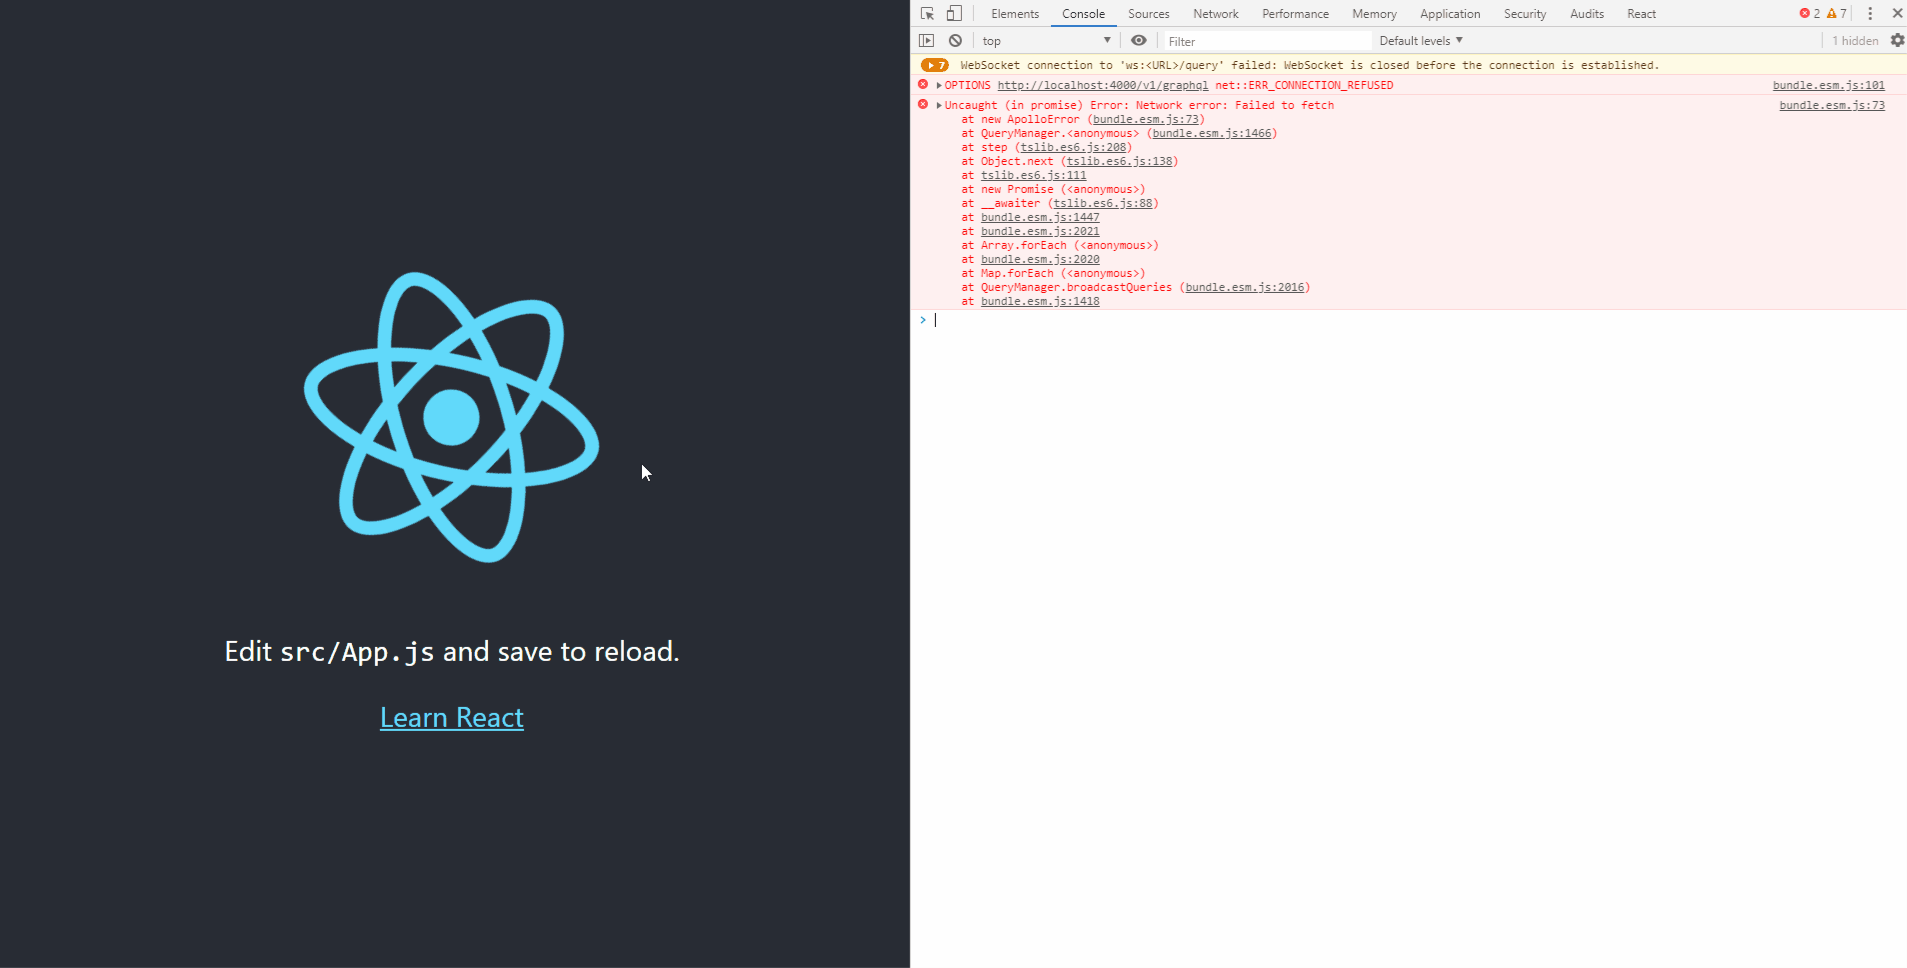 Edit src/App.js and save to reload.
Learn React
Elements Console Sources Network Performance Memory Application Security Audits React 2 7
top Filter Default levels 1 hidden
7 WebSocket connection to 'ws:<URL>/query' failed: WebSocket is closed before the connection is established.
OPTIONS http://localhost:4000/v1/graphql net::ERR_CONNECTION_REFUSED bundle.esm.js:101
Uncaught (in promise) Error: Network error: Failed to fetch bundle.esm.js:73
at new ApolloError (bundle.esm.js:73)
at QueryManager.<anonymous> (bundle.esm.js:1466)
at step (tslib.es6.js:208)
at Object.next (tslib.es6.js:138)
at tslib.es6.js:111
at new Promise (<anonymous>)
at __awaiter (tslib.es6.js:88)
at bundle.esm.js:1447
at bundle.esm.js:2021
at Array.forEach (<anonymous>)
at bundle.esm.js:2020
at Map.forEach (<anonymous>)
at QueryManager.broadcastQueries (bundle.esm.js:2016)
at bundle.esm.js:1418